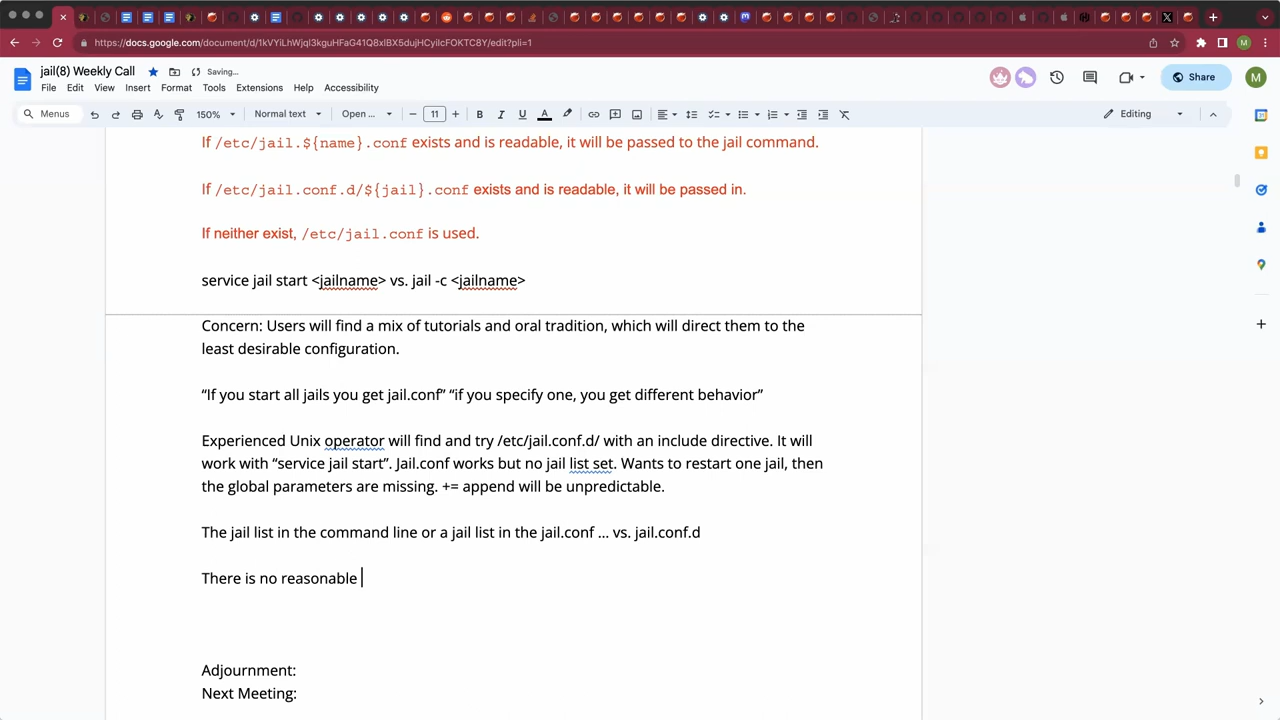 https://docs.google.com/document/d/1kVYiLhWjql3kguHFaG41Q8xlBX5dujHCyilcFOKTC8Y/edit?pli=1
jail(8) Weekly Call
Saving...
File Edit View Insert Format Tools Extensions Help Accessibility
Share
M
Menus
150%
Normal text
Open ...
11
Editing
If /etc/jail.${name}.conf exists and is readable, it will be passed to the jail command.
If /etc/jail.conf.d/${jail}.conf exists and is readable, it will be passed in.
If neither exist, /etc/jail.conf is used.
service jail start <jailname> vs. jail -c <jailname>
Concern: Users will find a mix of tutorials and oral tradition, which will direct them to the
least desirable configuration.
“If you start all jails you get jail.conf” “if you specify one, you get different behavior”
Experienced Unix operator will find and try /etc/jail.conf.d/ with an include directive. It will
work with “service jail start”. Jail.conf works but no jail list set. Wants to restart one jail, then
the global parameters are missing. += append will be unpredictable.
The jail list in the command line or a jail list in the jail.conf ... vs. jail.conf.d
There is no reasonable
Adjournment:
Next Meeting: